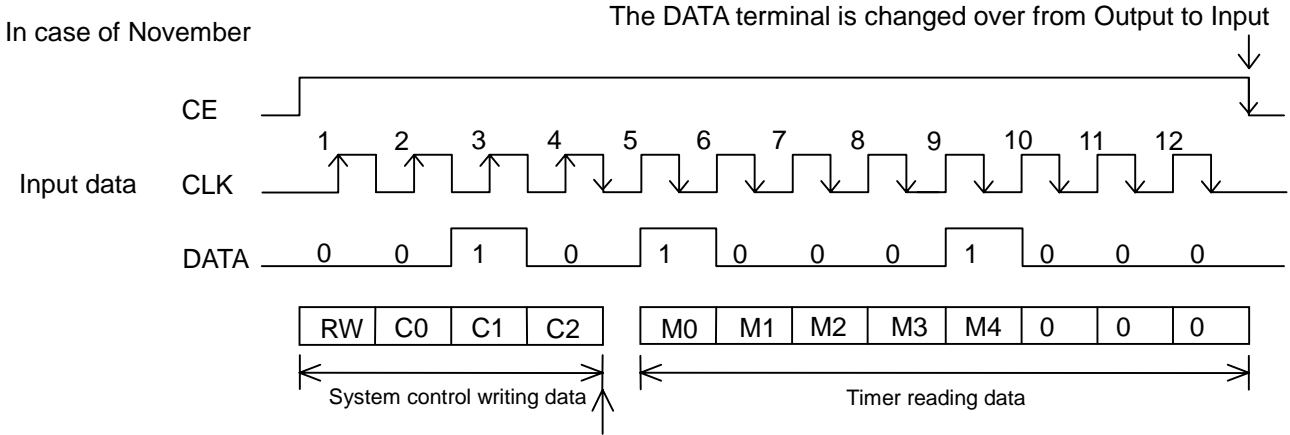 The DATA terminal is changed over from Output to Input
In case of November
CE
1 2 3 4 5 6 7 8 9 10 11 12
Input data CLK
DATA 0 0 1 0 1 0 0 0 1 0 0 0
RW C0 C1 C2 M0 M1 M2 M3 M4 0 0 0
System control writing data Timer reading data